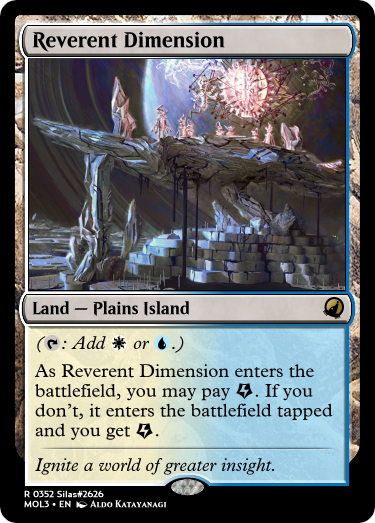 Reverent Dimension
Land — Plains Island
(: Add or .)
As Reverent Dimension enters the
battlefield, you may pay . If you
don't, it enters the battlefield tapped
and you get .
Ignite a world of greater insight.
R 0352 Silas#2626
MOL3 • EN Aldo Katayanagi